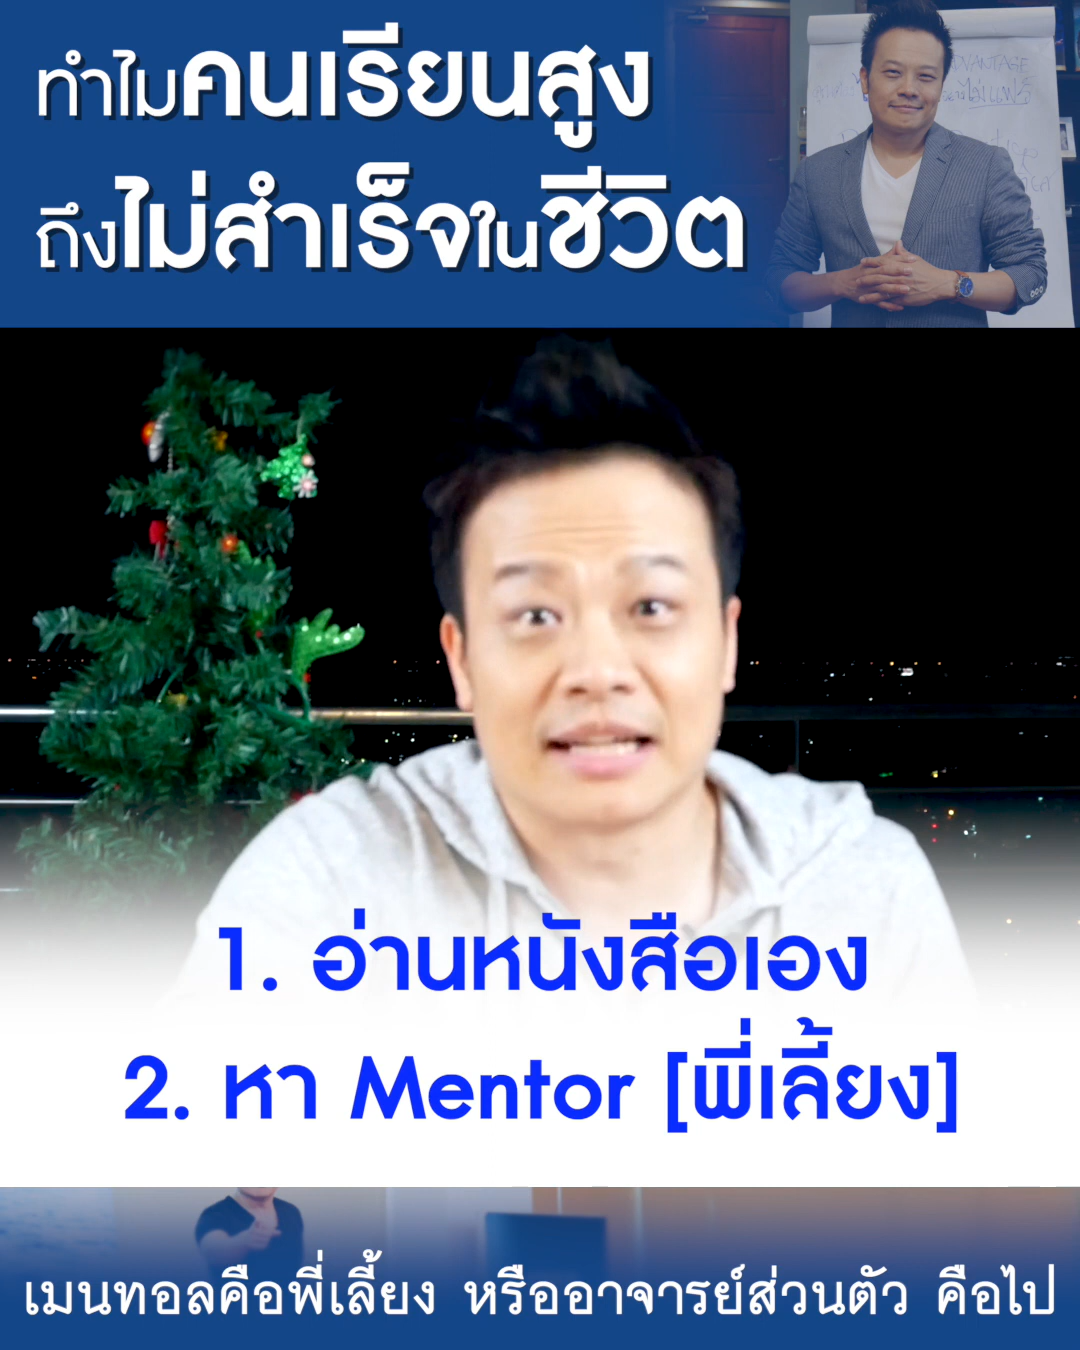 ทำไมคนเรียนสูง
ถึงไม่สำเร็จในชีวิต
1. อ่านหนังสือเอง
2. หา Mentor [พี่เลี้ยง]
เมนทอลคือพี่เลี้ยง หรืออาจารย์ส่วนตัว คือไป